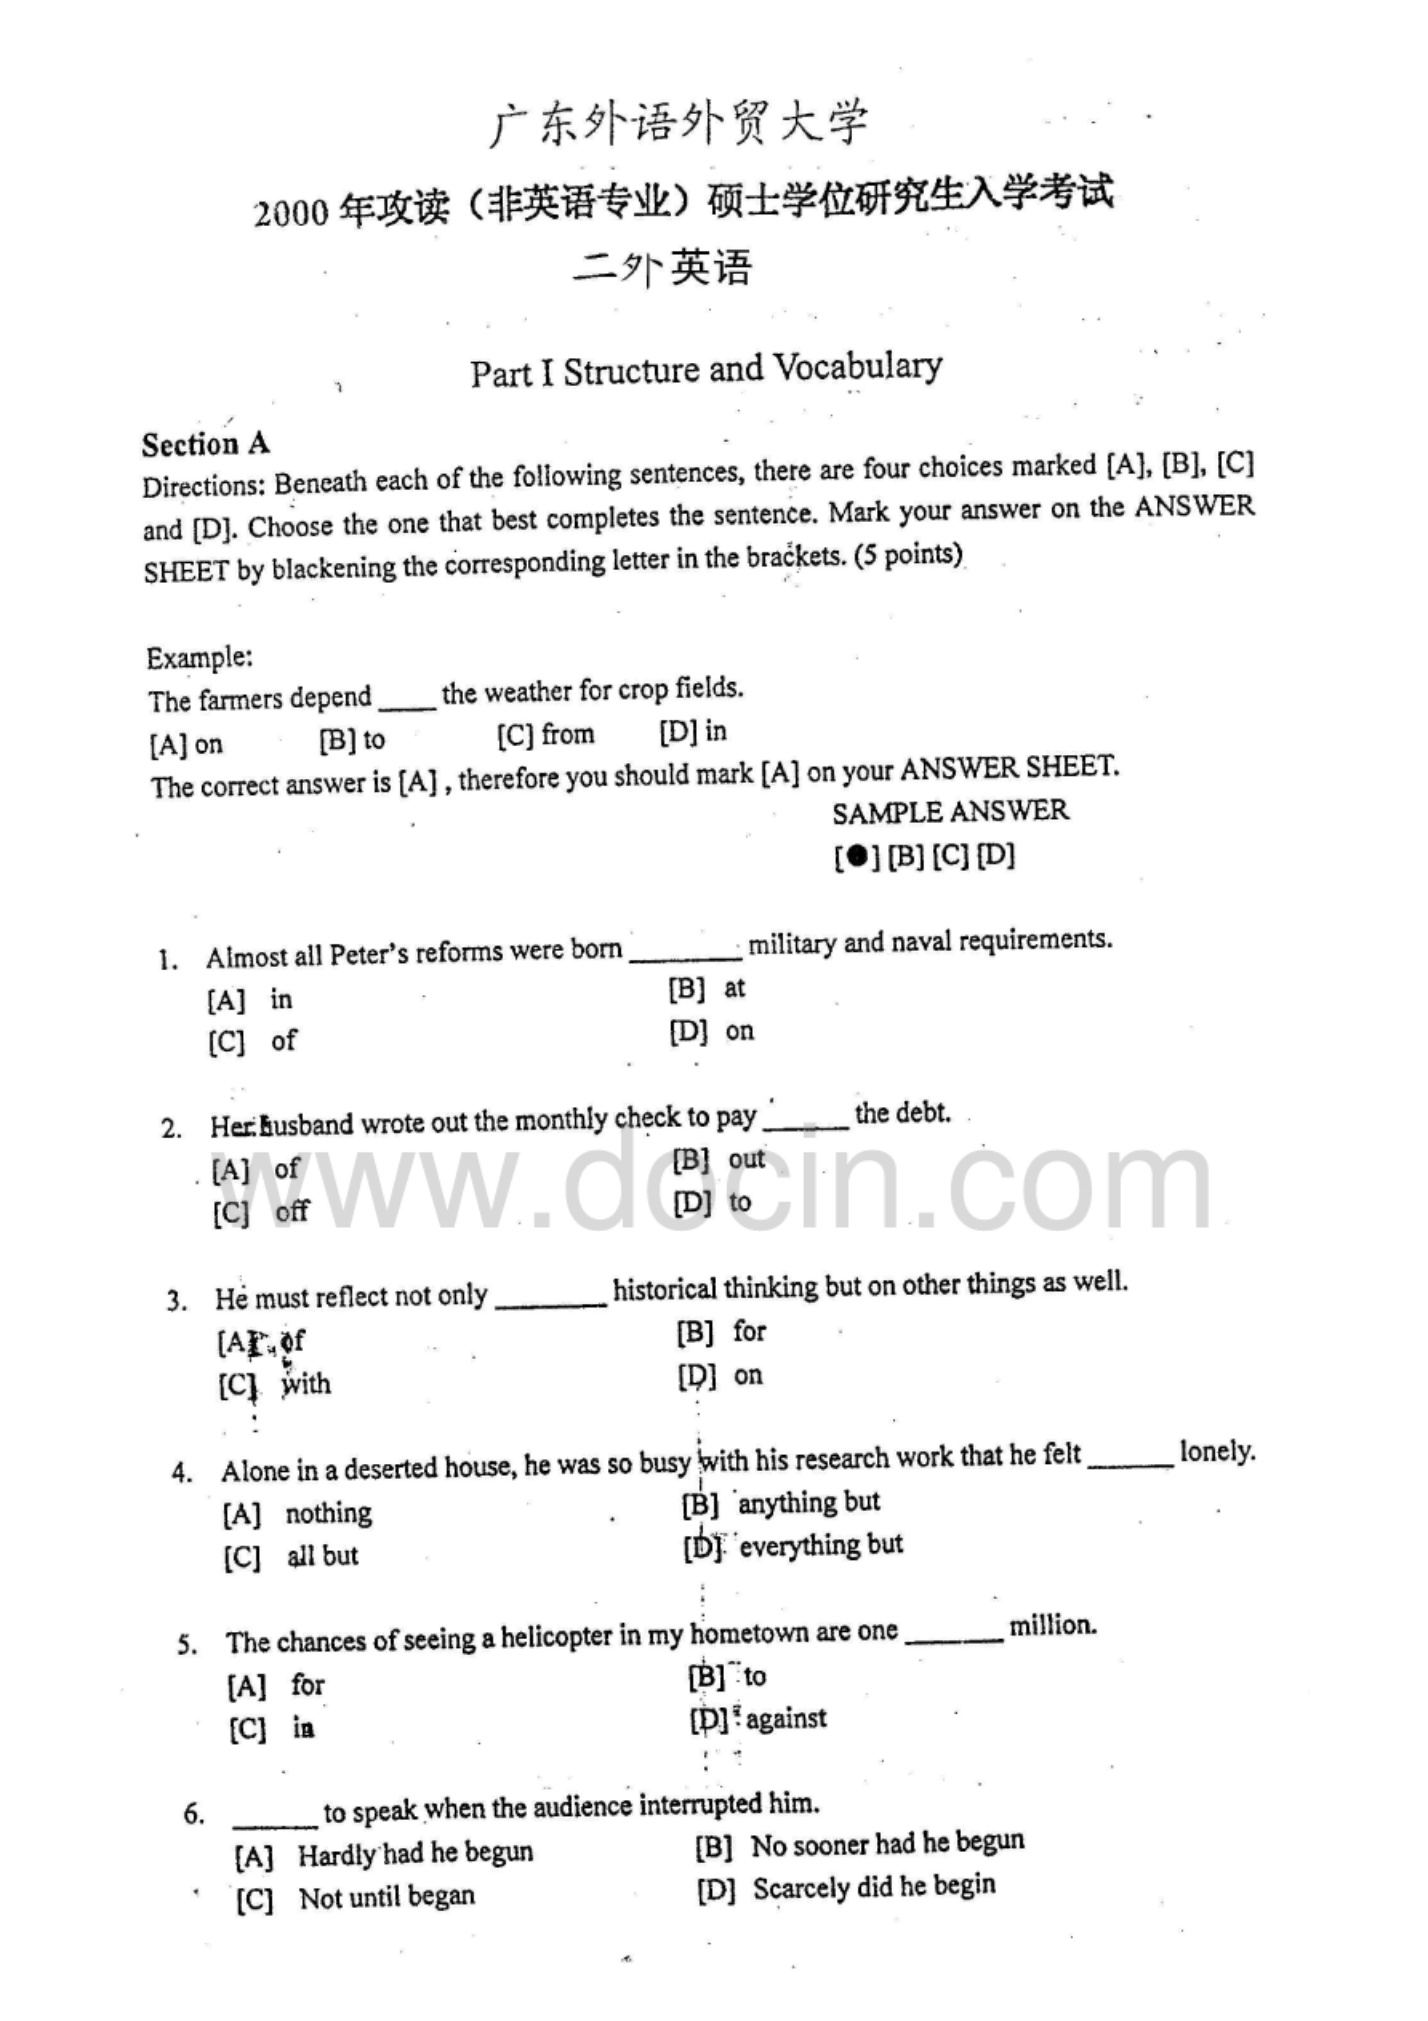 广东外语外贸大学
2000 年攻读（非英语专业）硕士学位研究生入学考试
二外英语
Part I Structure and Vocabulary
Section A
Directions: Beneath each of the following sentences, there are four choices marked [A], [B], [C]
and [D]. Choose the one that best completes the sentence. Mark your answer on the ANSWER
SHEET by blackening the corresponding letter in the brackets. (5 points)
Example:
The farmers depend ____ the weather for crop fields.
[A] on [B] to [C] from [D] in
The correct answer is [A] , therefore you should mark [A] on your ANSWER SHEET.
SAMPLE ANSWER
[●] [B] [C] [D]
1. Almost all Peter's reforms were born ________ military and naval requirements.
[A] in [B] at
[C] of [D] on
2. Her husband wrote out the monthly check to pay ______ the debt.
[A] of [B] out
[C] off [D] to
www.docin.com
3. He must reflect not only ________ historical thinking but on other things as well.
[A] of [B] for
[C] with [D] on
4. Alone in a deserted house, he was so busy with his research work that he felt ______ lonely.
[A] nothing [B] anything but
[C] all but [D] everything but
5. The chances of seeing a helicopter in my hometown are one _______ million.
[A] for [B] to
[C] in [D] against
6. ______ to speak when the audience interrupted him.
[A] Hardly had he begun [B] No sooner had he begun
[C] Not until began [D] Scarcely did he begin